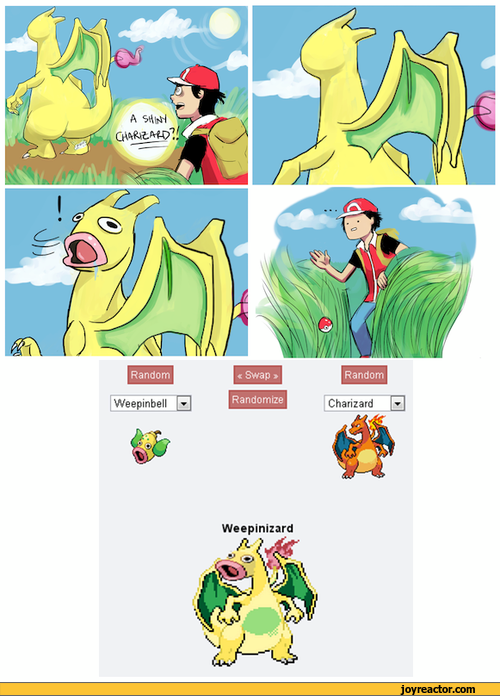 A SHINY
CHARIZARD?!
!
...
Random
« Swap »
Random
Weepinbell
Randomize
Charizard
Weepinizard
joyreactor.com